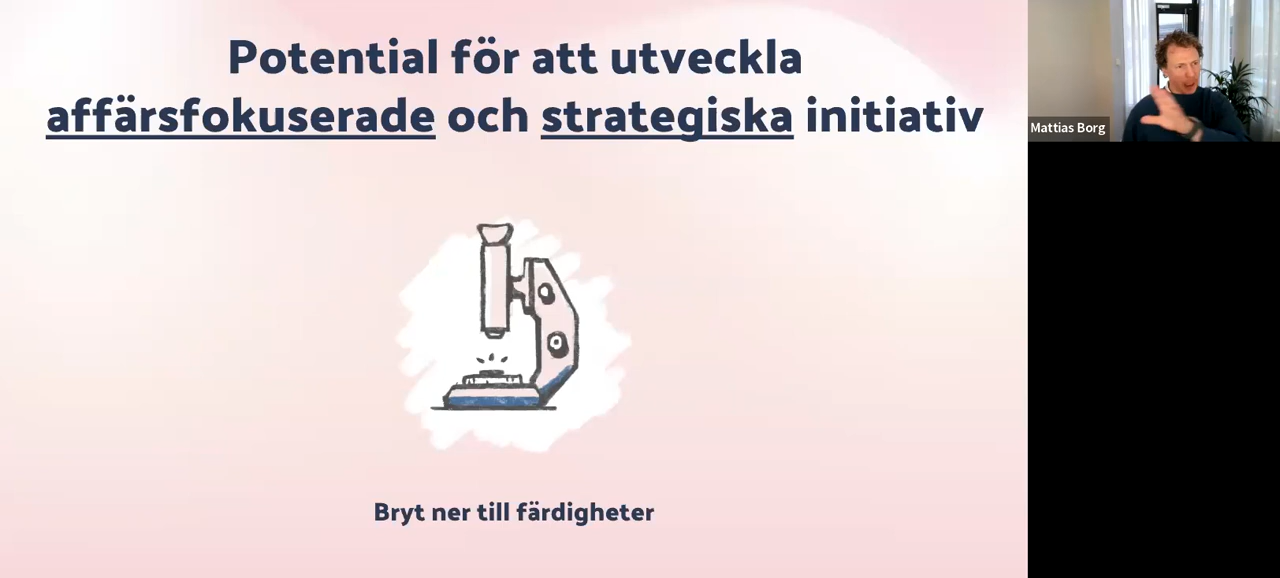 Potential för att utveckla
affärsfokuserade och strategiska initiativ
Mattias Borg
Bryt ner till färdigheter